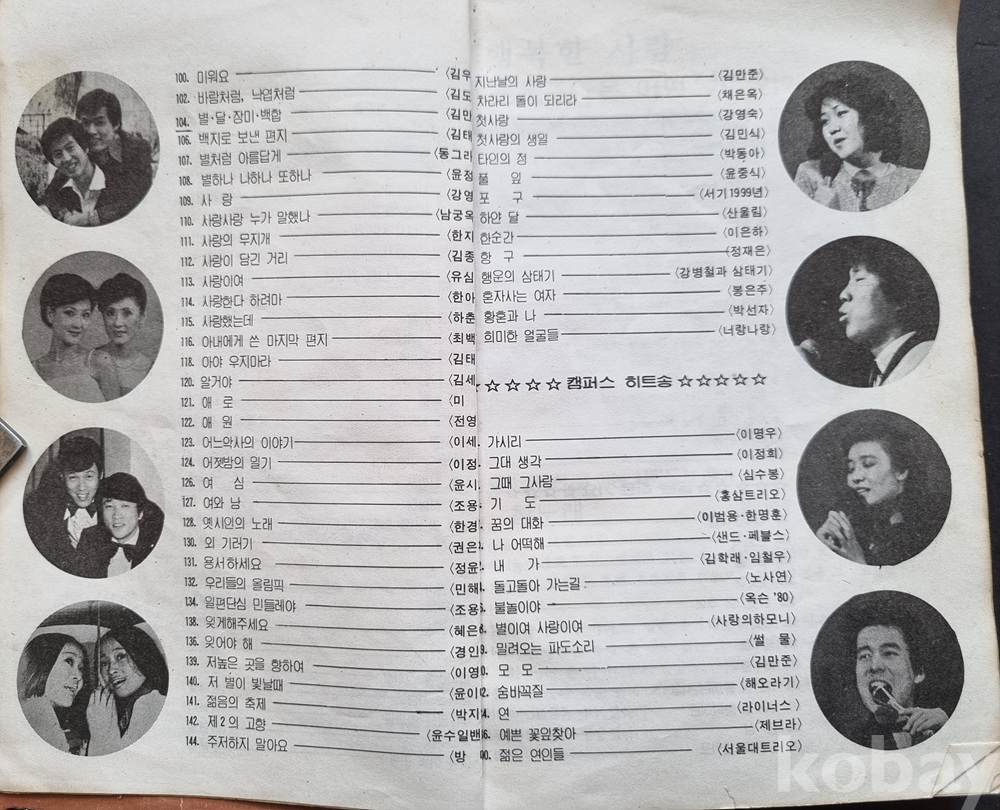 100. 미워요 〈김우
102. 바람처럼, 낙엽처럼 〈김도
104. 별·달·장미·백합 〈김만
106. 백지로 보낸 편지 〈김태
107. 별처럼 아름답게 〈동그라
108. 별하나 나하나 또하나 〈윤정
109. 사 랑 〈강영
110. 사랑사랑 누가 말했나 〈남궁옥
111. 사랑의 무지개 〈한지
112. 사랑이 담긴 거리 〈김종
113. 사랑이여 〈유심
114. 사랑한다 하려마 〈한아
115. 사랑했는데 〈하춘
116. 아내에게 쓴 마지막 편지 〈최백
118. 아야 우지마라 〈김태
120. 알거야 〈김세
121. 애 로 〈미
122. 애 원 〈전영
123. 어느악사의 이야기 〈이세
124. 어젯밤의 일기 〈이정
126. 여 심 〈윤시
127. 여와 남 〈조용
128. 옛시인의 노래 〈한경
130. 외 기러기 〈권은
131. 용서하세요 〈정윤
132. 우리들의 올림픽 〈민해
134. 일편단심 민들레야 〈조용
138. 잊게해주세요 〈혜은
136. 잊어야 해 〈경인
139. 저높은 곳을 향하여 〈이영
140. 저 별이 빛날때 〈윤이
141. 젊음의 축제 〈박지
142. 제2의 고향 〈윤수일밴
144. 주저하지 말아요 〈방
지난날의 사랑 〈김만준〉
차라리 돌이 되리라 〈채은옥〉
첫사람 〈강영숙〉
첫사랑의 생일 〈김민식〉
타인의 정 〈박동아〉
풀 잎 〈윤중식〉
포 구 〈서기1999년〉
하얀 달 〈산울림〉
한순간 〈이은하〉
항 구 〈정재은〉
행운의 삼태기 〈강병철과 삼태기〉
혼자사는 여자 〈봉은주〉
황혼과 나 〈박선자〉
희미한 얼굴들 〈너랑나랑〉
☆☆☆☆ 캠퍼스 히트송 ☆☆☆☆☆
가시리 〈이명우〉
그대 생각 〈이정희〉
그때 그사람 〈심수봉〉
기 도 〈홍삼트리오〉
꿈의 대화 〈이범용·한명훈〉
나 어떡해 〈샌드·페블스〉
내 가 〈김학래·임철우〉
돌고돌아 가는길 〈노사연〉
불놀이야 〈옥슨 '80〉
별이여 사랑이여 〈사랑의하모니〉
밀려오는 파도소리 〈썰 물〉
모 모 〈김만준〉
숨바꼭질 〈해오라기〉
연 〈라이너스〉
예쁜 꽃잎찾아 〈제브라〉
젊은 연인들 〈서울대트리오〉
kobay